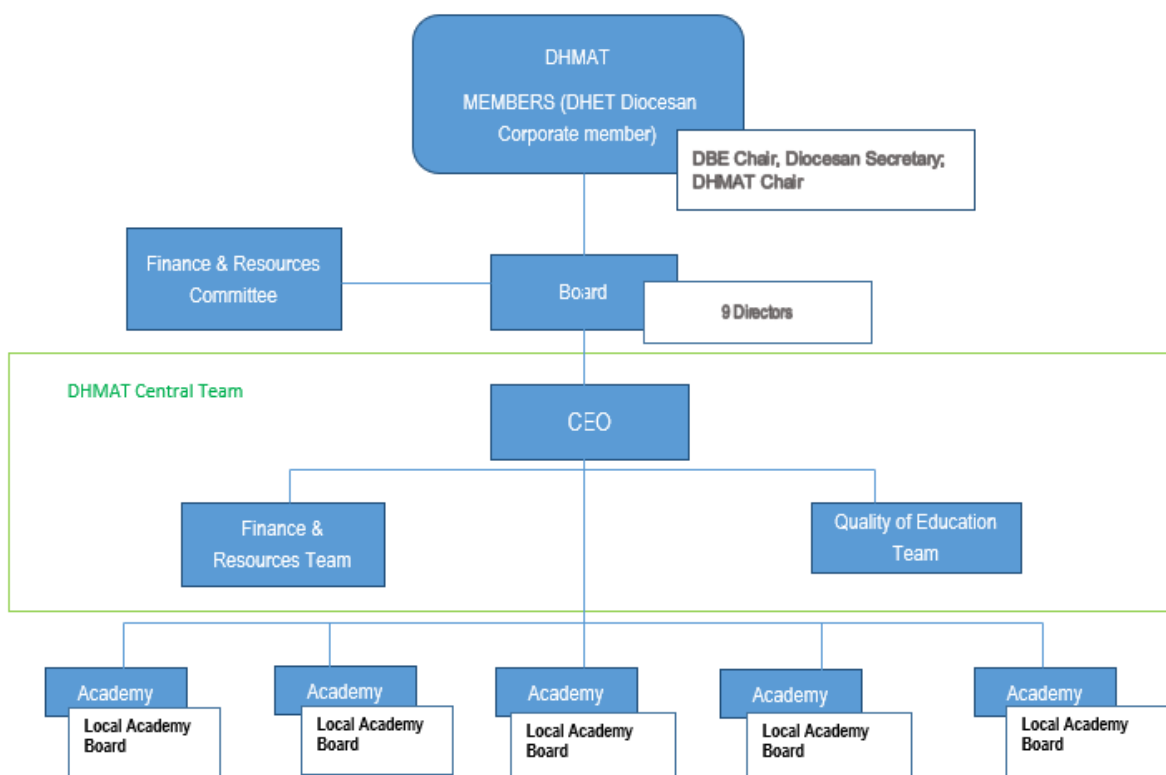 DHMAT
MEMBERS (DHET Diocesan
Corporate member)
DBE Chair, Diocesan Secretary;
DHMAT Chair
Finance & Resources
Committee
Board
9 Directors
DHMAT Central Team
CEO
Finance &
Resources Team
Quality of Education
Team
Academy
Local Academy
Board
Academy
Local Academy
Board
Academy
Local Academy
Board
Academy
Local Academy
Board
Academy
Local Academy
Board